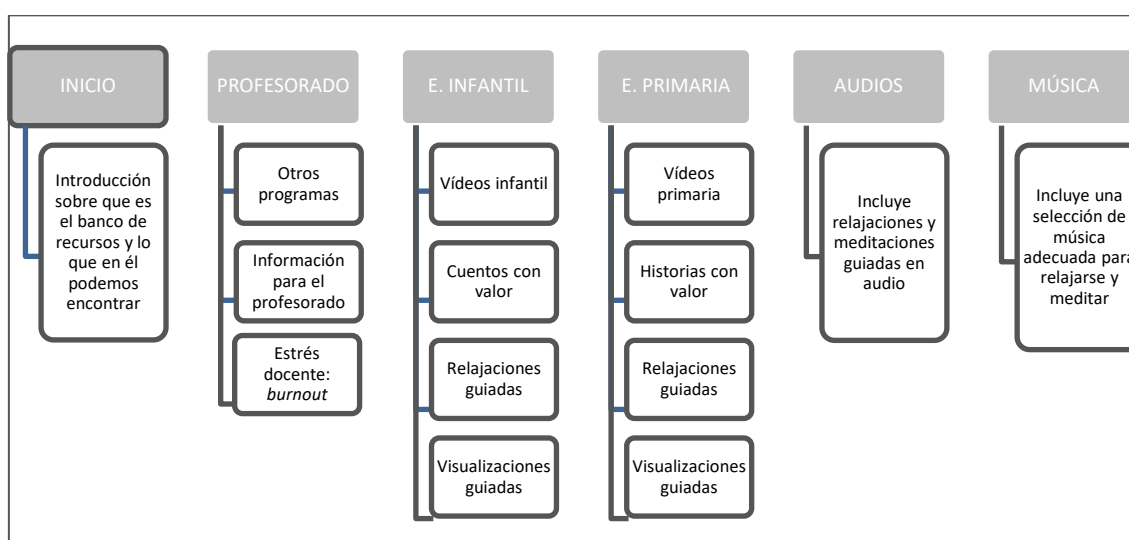 INICIO
Introducción
sobre que es
el banco de
recursos y lo
que en él
podemos
encontrar
PROFESORADO
Otros
programas
Información
para el
profesorado
Estrés
docente:
burnout
E. INFANTIL
Vídeos infantil
Cuentos con
valor
Relajaciones
guiadas
Visualizaciones
guiadas
E. PRIMARIA
Vídeos
primaria
Historias con
valor
Relajaciones
guiadas
Visualizaciones
guiadas
AUDIOS
Incluye
relajaciones y
meditaciones
guiadas en
audio
MÚSICA
Incluye una
selección de
música
adecuada para
relajarse y
meditar